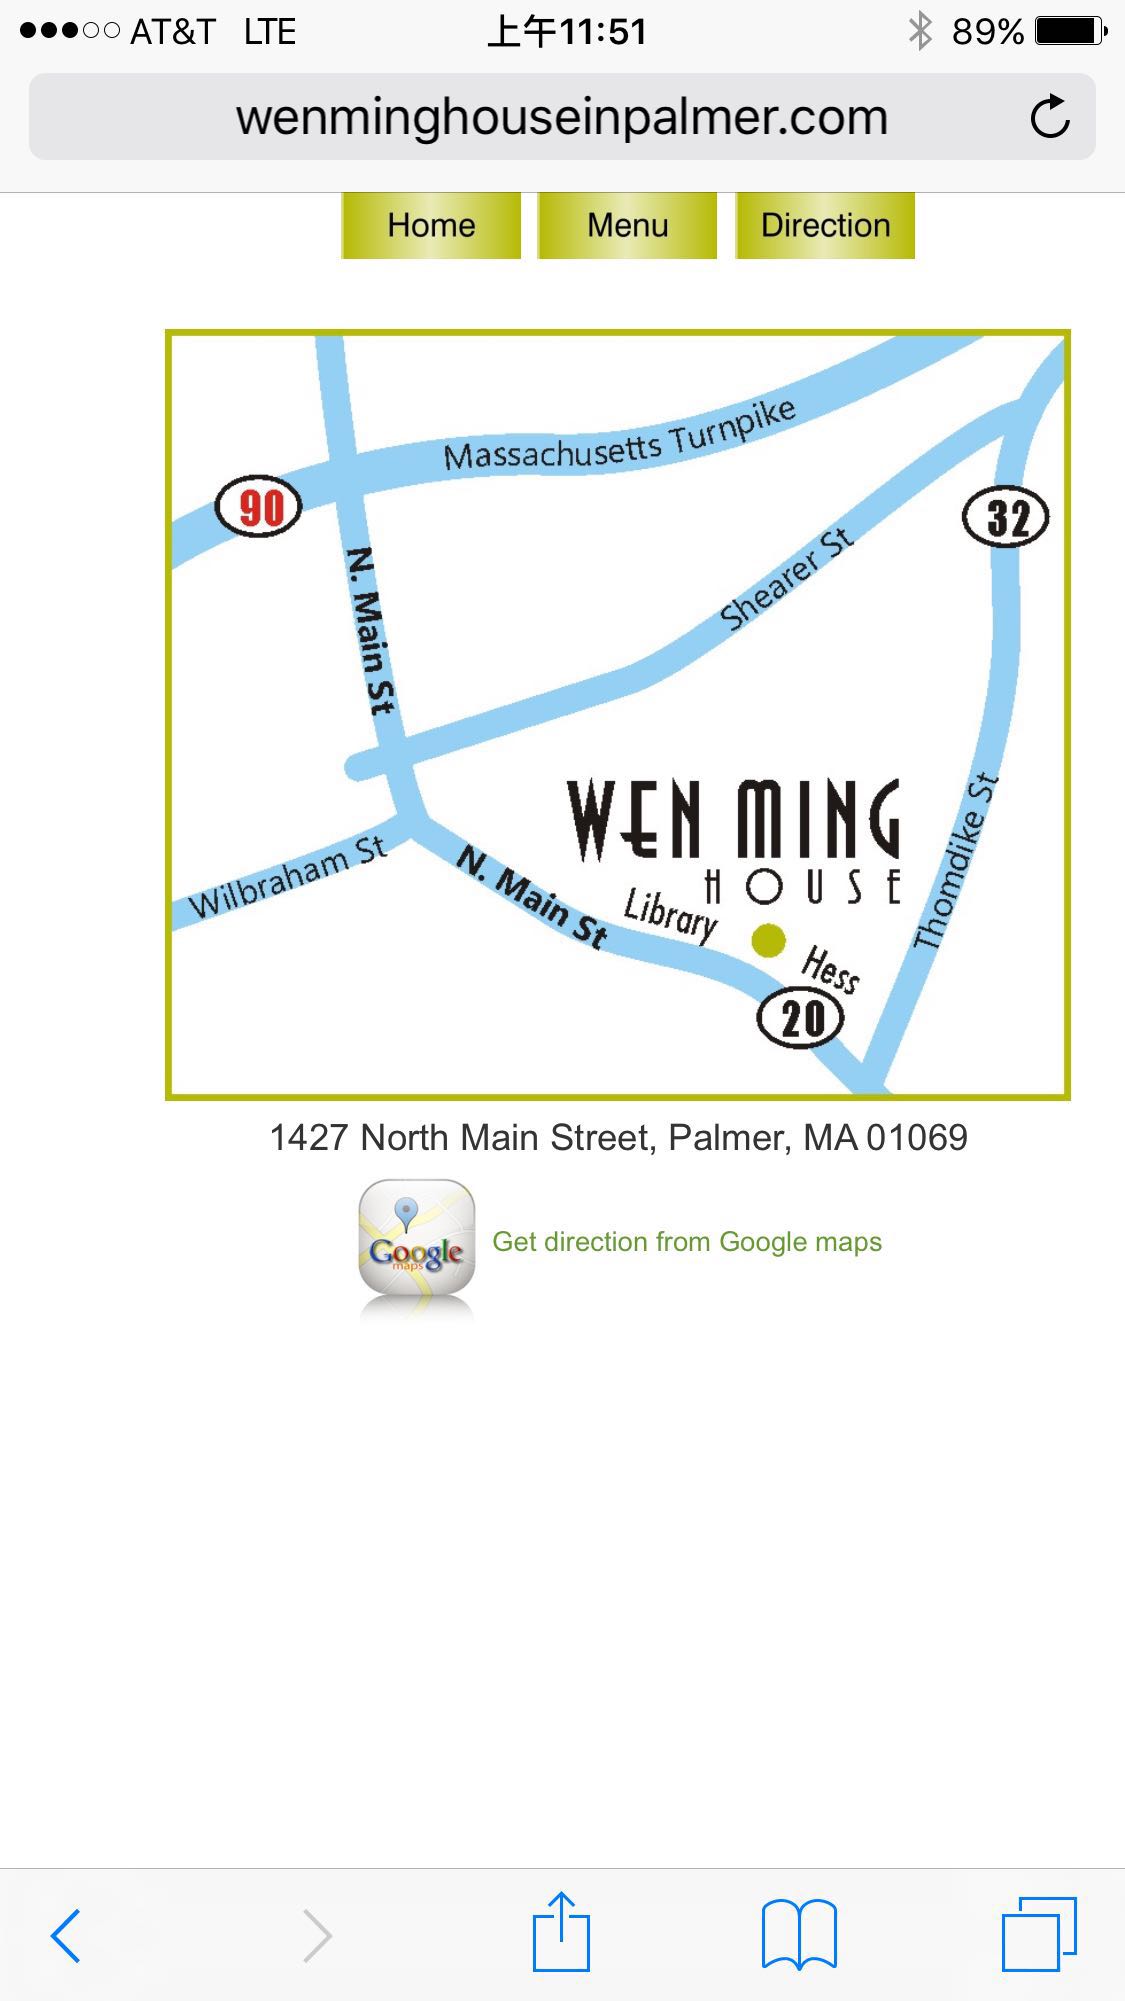 AT&T LTE 上午11:51 89%
wenminghouseinpalmer.com
Home Menu Direction
Massachusetts Turnpike
90
32
N. Main St
Shearer St
WEN MING
HOUSE
Thorndike St
Wilbraham St
N. Main St
Library
Hess
20
1427 North Main Street, Palmer, MA 01069
Google
maps
Get direction from Google maps